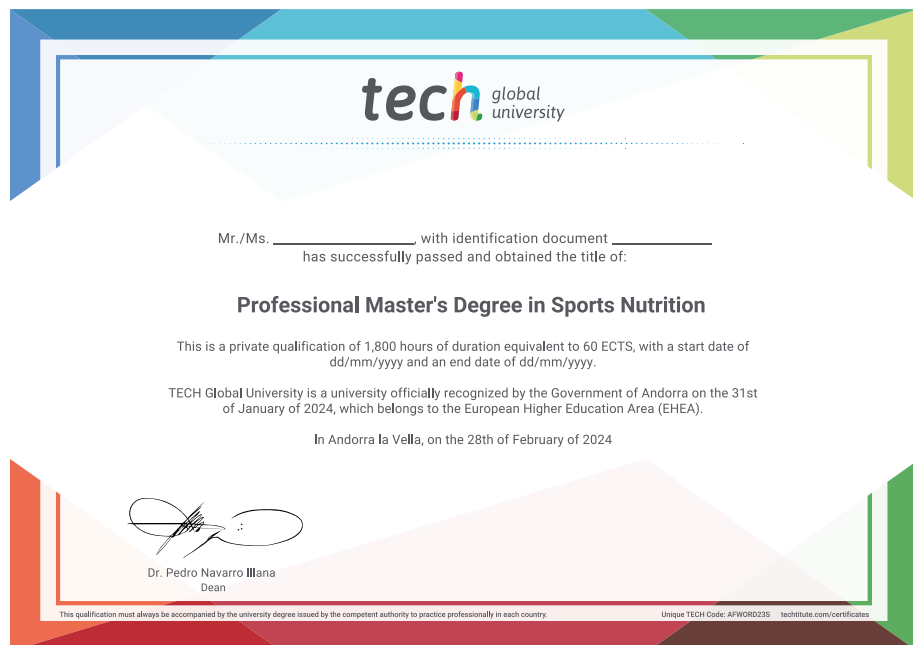 tech global
university
Mr./Ms. ____________, with identification document ____________
has successfully passed and obtained the title of:
Professional Master's Degree in Sports Nutrition
This is a private qualification of 1,800 hours of duration equivalent to 60 ECTS, with a start date of
dd/mm/yyyy and an end date of dd/mm/yyyy.
TECH Global University is a university officially recognized by the Government of Andorra on the 31st
of January of 2024, which belongs to the European Higher Education Area (EHEA).
In Andorra la Vella, on the 28th of February of 2024
Dr. Pedro Navarro Illana
Dean
This qualification must always be accompanied by the university degree issued by the competent authority to practice professionally in each country. Unique TECH Code: AFWORD23S techtitute.com/certificates